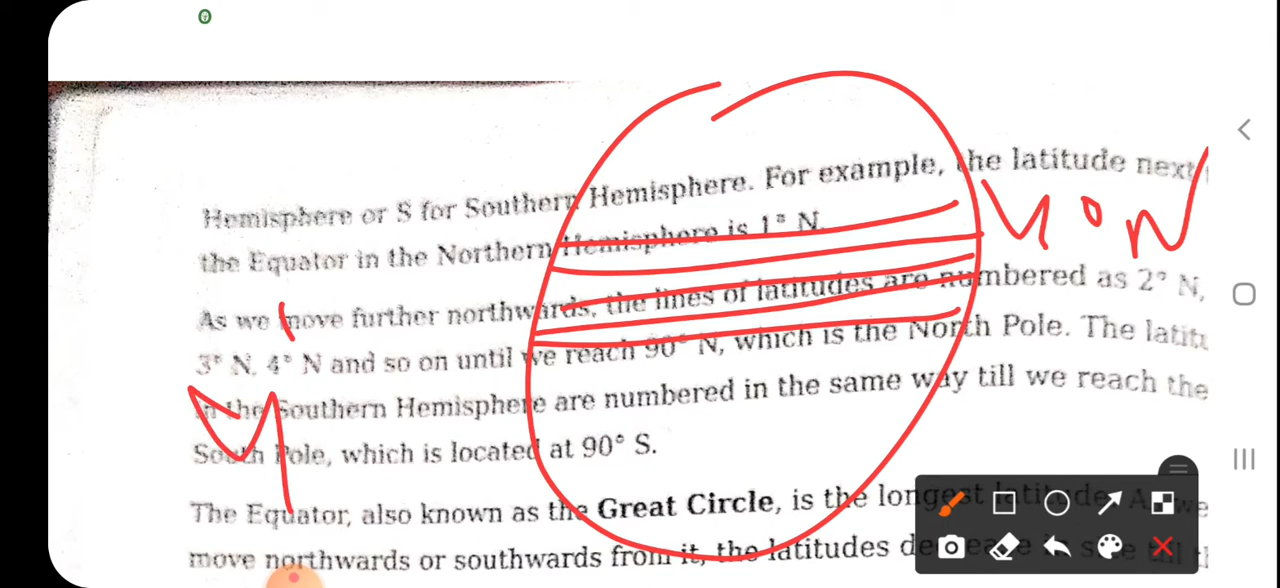 Hemisphere or S for Southern Hemisphere. For example, the latitude next
the Equator in the Northern Hemisphere is 1° N.
4° N
As we move further northwards, the lines of latitudes are numbered as 2° N,
3° N, 4° N and so on until we reach 90° N, which is the North Pole. The latitu
in the Southern Hemisphere are numbered in the same way till we reach the
4
South Pole, which is located at 90° S.
The Equator, also known as the Great Circle, is the longest latitude. A
move northwards or southwards from it, the latitudes decrease in